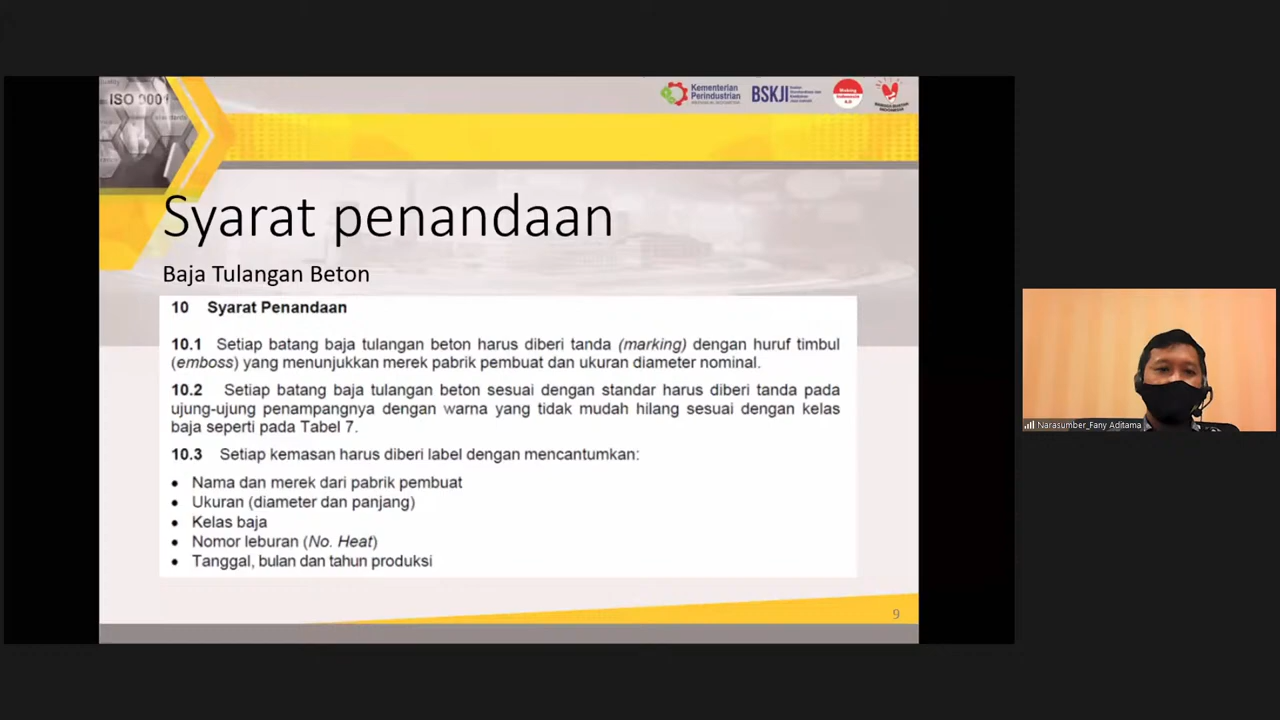 ISO 9001
Kementerian
Perindustrian
BSKJI
Making
Indonesia
4.0
Syarat penandaan
Baja Tulangan Beton
10 Syarat Penandaan
10.1 Setiap batang baja tulangan beton harus diberi tanda (marking) dengan huruf timbul
(emboss) yang menunjukkan merek pabrik pembuat dan ukuran diameter nominal.
10.2 Setiap batang baja tulangan beton sesuai dengan standar harus diberi tanda pada
ujung-ujung penampangnya dengan warna yang tidak mudah hilang sesuai dengan kelas
baja seperti pada Tabel 7.
10.3 Setiap kemasan harus diberi label dengan mencantumkan:
• Nama dan merek dari pabrik pembuat
• Ukuran (diameter dan panjang)
• Kelas baja
• Nomor leburan (No. Heat)
• Tanggal, bulan dan tahun produksi
9
Narasumber_Fany Aditama